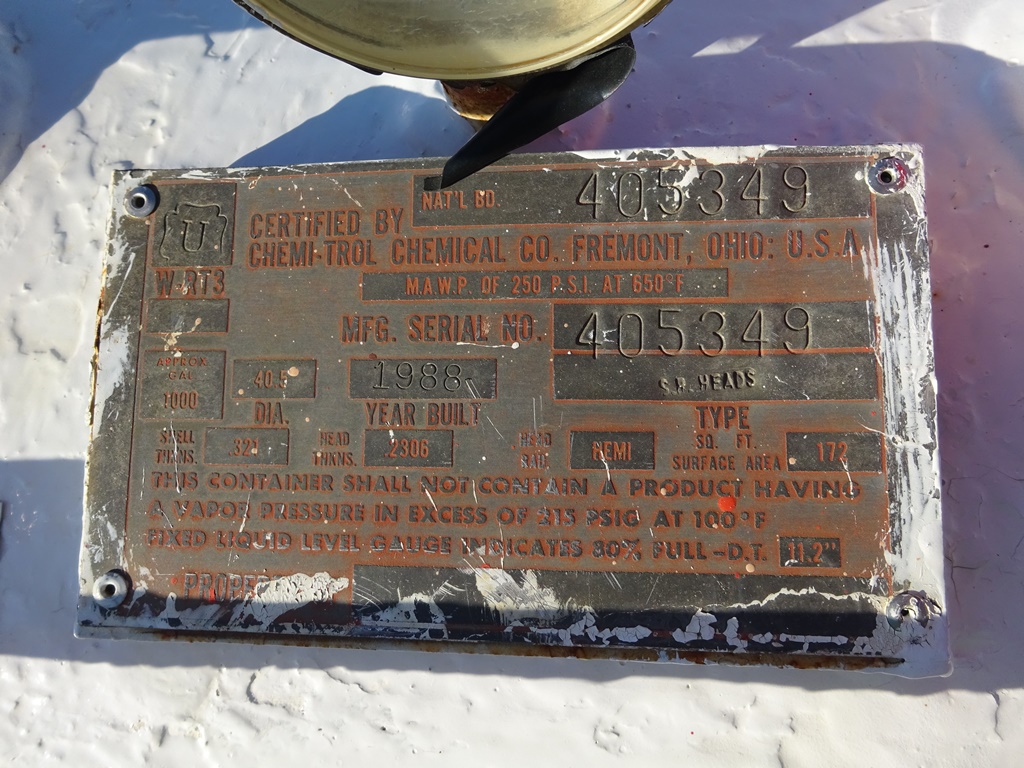 NAT'L BD. 405349
U
CERTIFIED BY
CHEMI-TROL CHEMICAL CO. FREMONT, OHIO: U.S.A
W-RT3
M.A.W.P. OF 250 P.S.I. AT 650°F
MFG. SERIAL NO. 405349
APPROX GAL 1000
40.5 DIA.
1988 YEAR BUILT
S.H. HEADS
TYPE
SHELL THKNS. .321
HEAD THKNS. .2306
HEAD RAD. HEMI
SQ. FT. SURFACE AREA 172
THIS CONTAINER SHALL NOT CONTAIN A PRODUCT HAVING
A VAPOR PRESSURE IN EXCESS OF 215 PSIG AT 100°F
FIXED LIQUID LEVEL GAUGE INDICATES 80% FULL-D.T. 11.2"